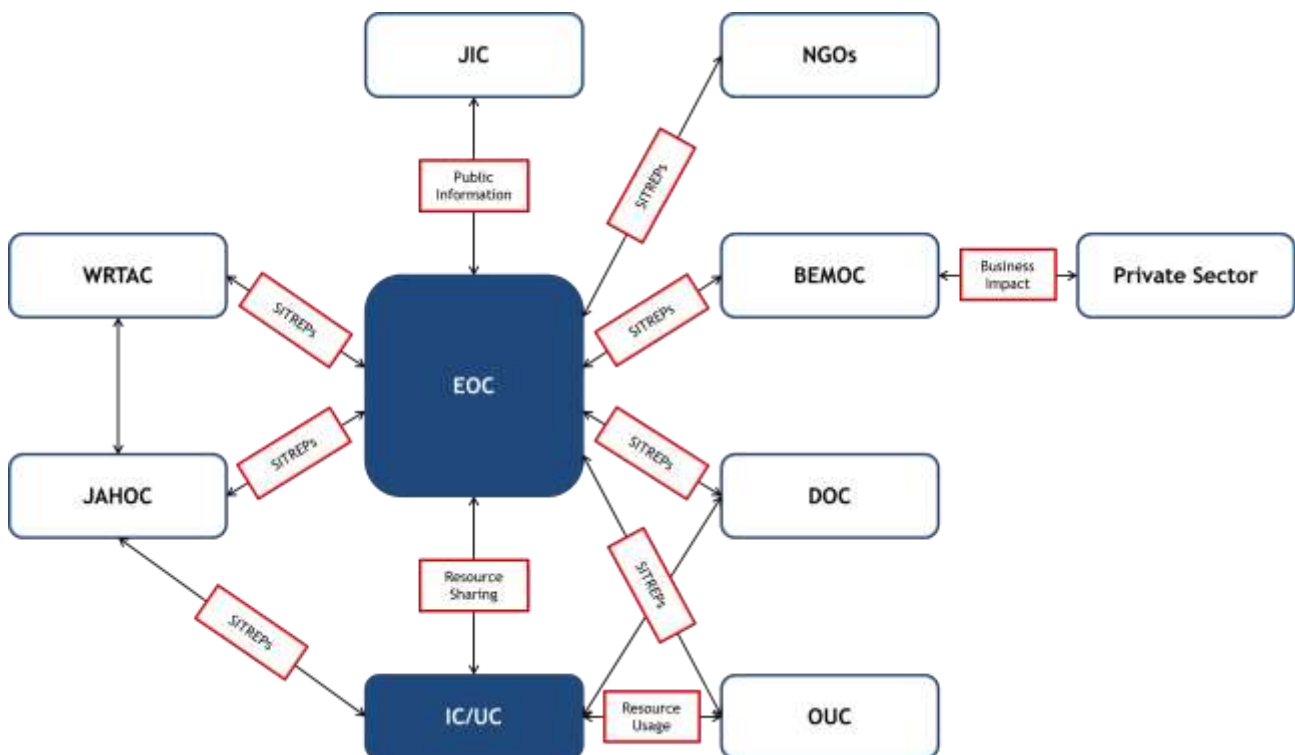 JIC
NGOs
Public
Information
SITREPs
WRTAC
BEMOC
Business
Impact
Private Sector
SITREPs
SITREPs
EOC
SITREPs
SITREPs
JAHOC
DOC
Resource
Sharing
SITREPs
SITREPs
IC/UC
Resource
Usage
OUC